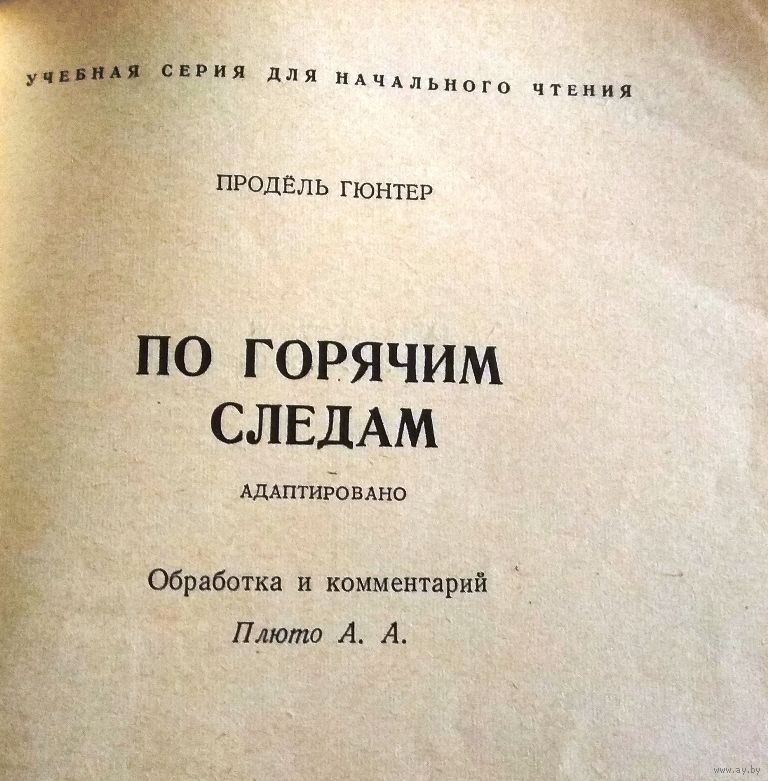 УЧЕБНАЯ СЕРИЯ ДЛЯ НАЧАЛЬНОГО ЧТЕНИЯ
ПРОДЁЛЬ ГЮНТЕР
ПО ГОРЯЧИМ
СЛЕДАМ
АДАПТИРОВАНО
Обработка и комментарий
Плюто А. А.
www.ay.by